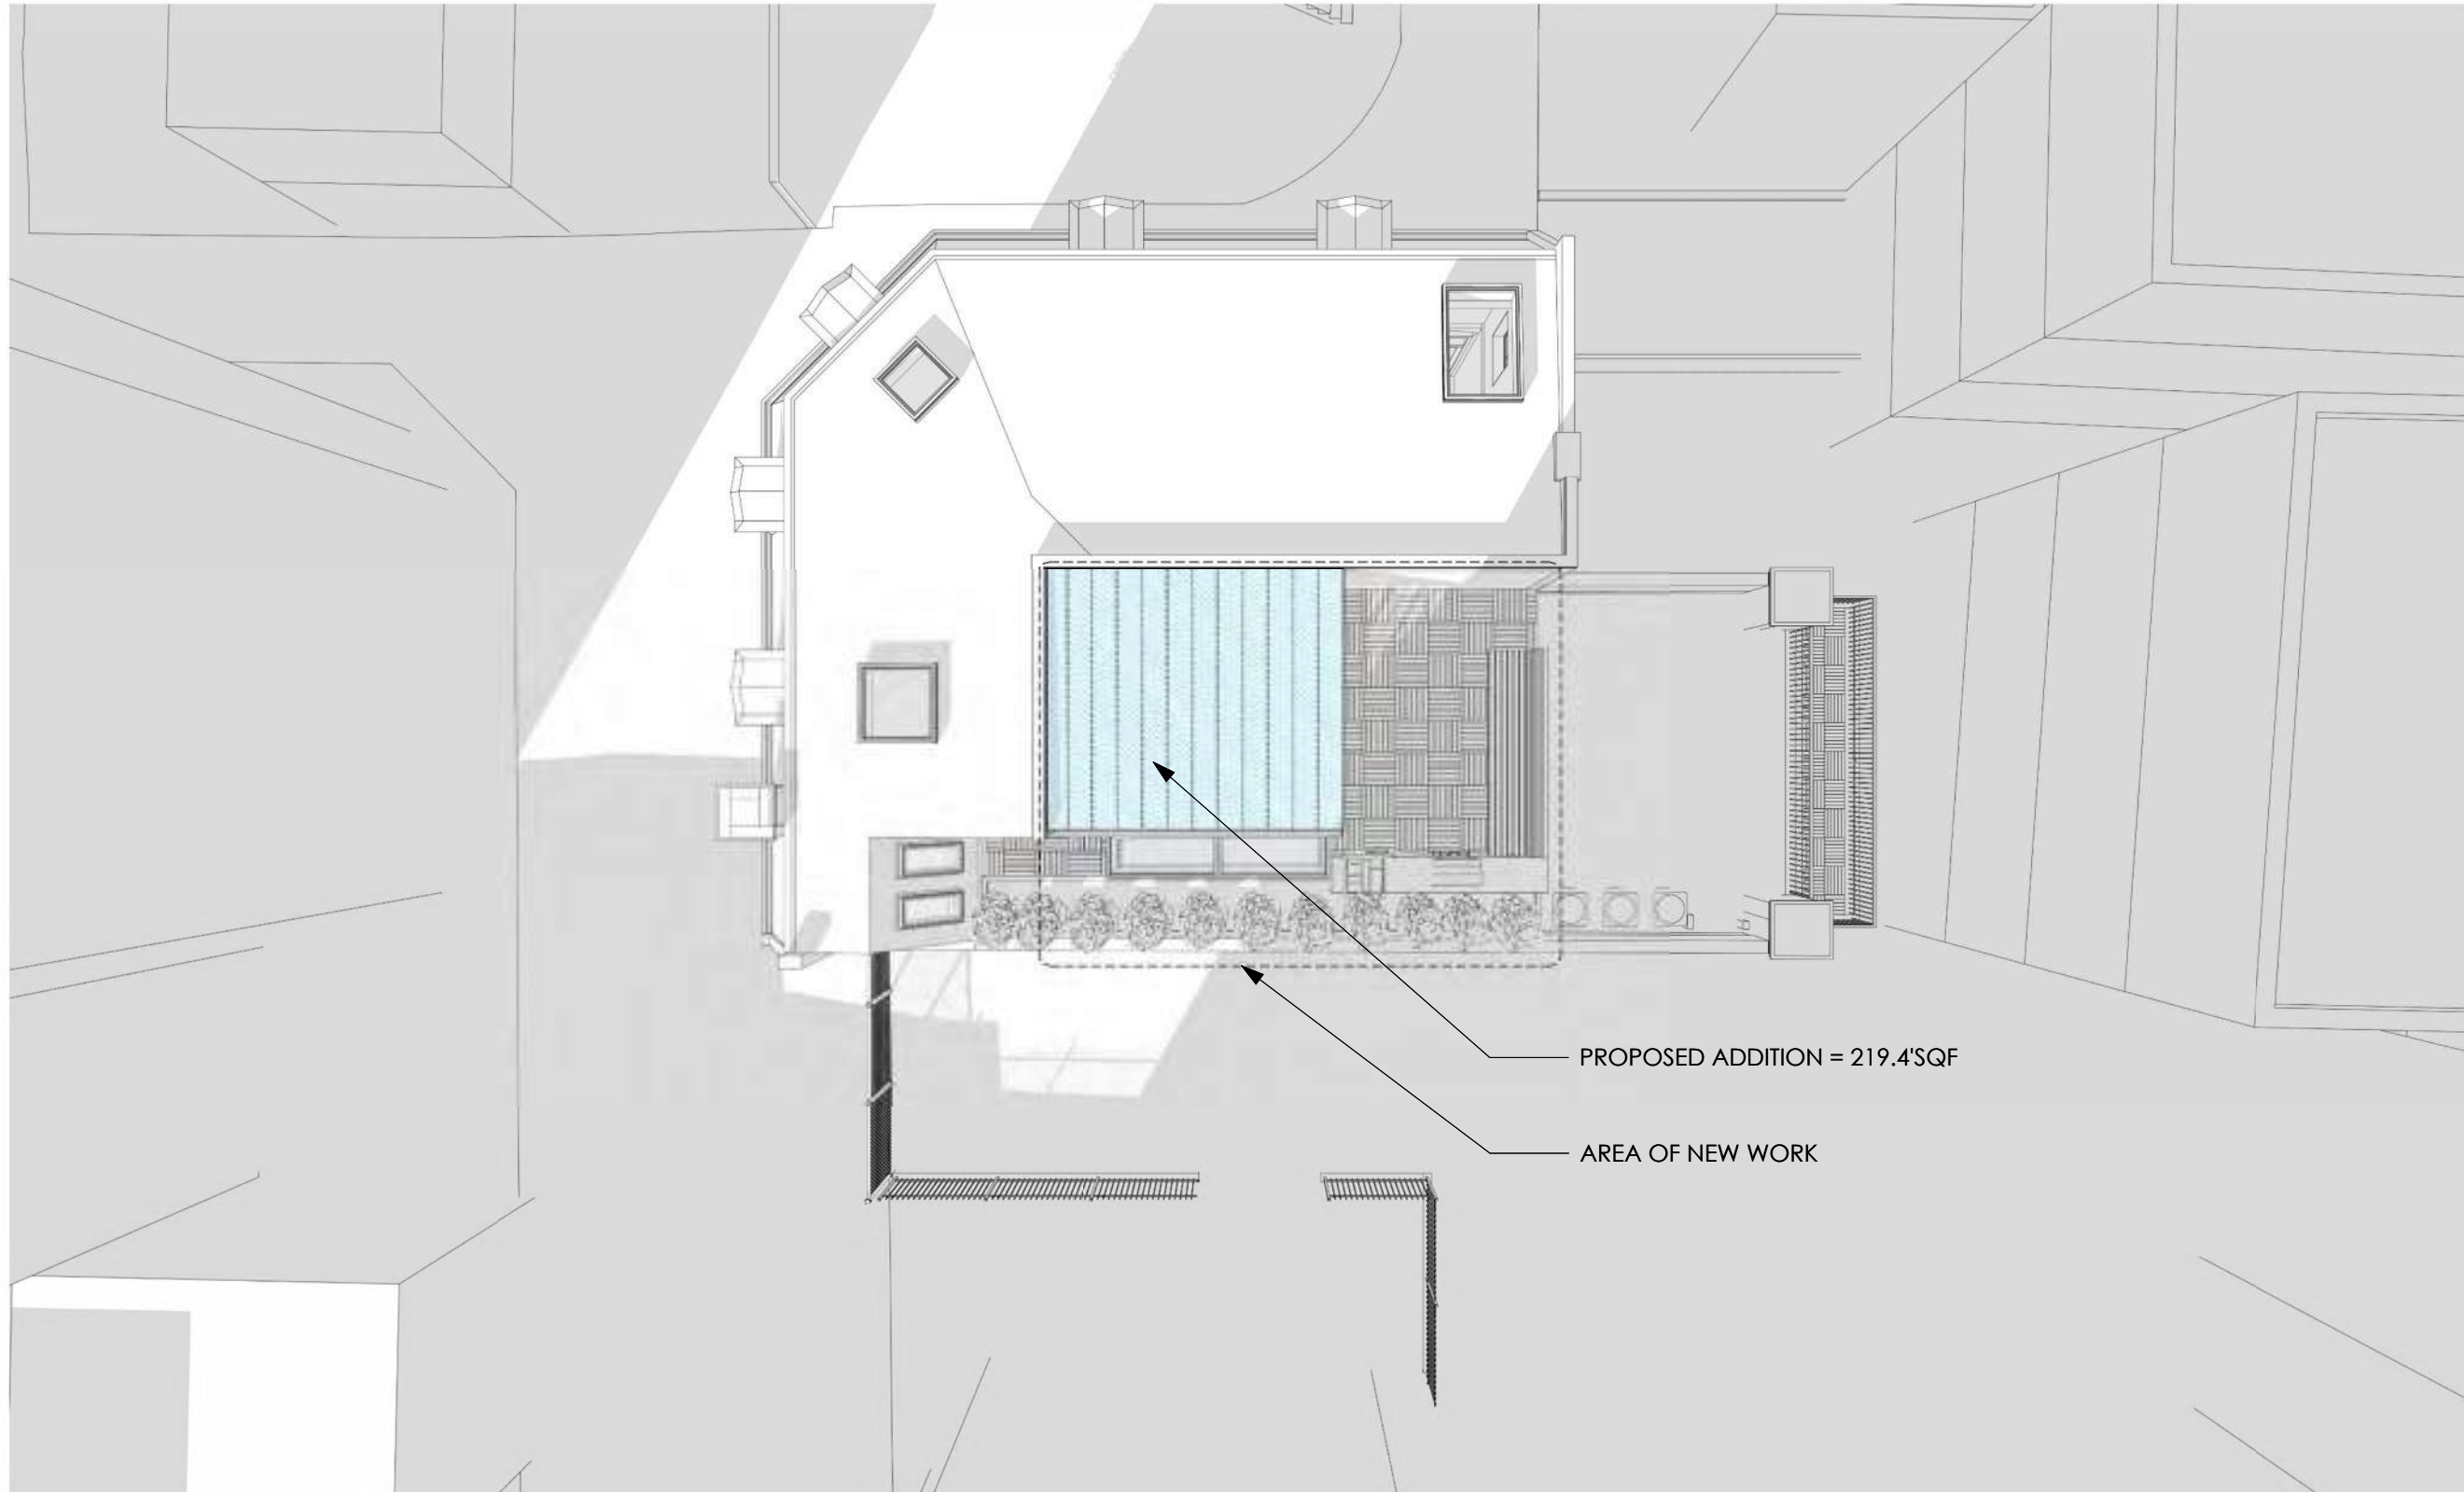 PROPOSED ADDITION = 219.4'SQF
AREA OF NEW WORK